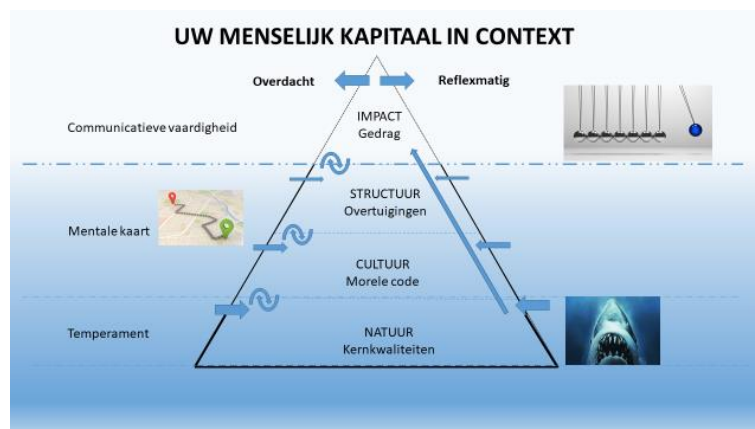 UW MENSELIJK KAPITAAL IN CONTEXT
Overdacht
Reflexmatig
Communicatieve vaardigheid
IMPACT
Gedrag
STRUCTUUR
Overtuigingen
Mentale kaart
CULTUUR
Morele code
Temperament
NATUUR
Kernkwaliteiten